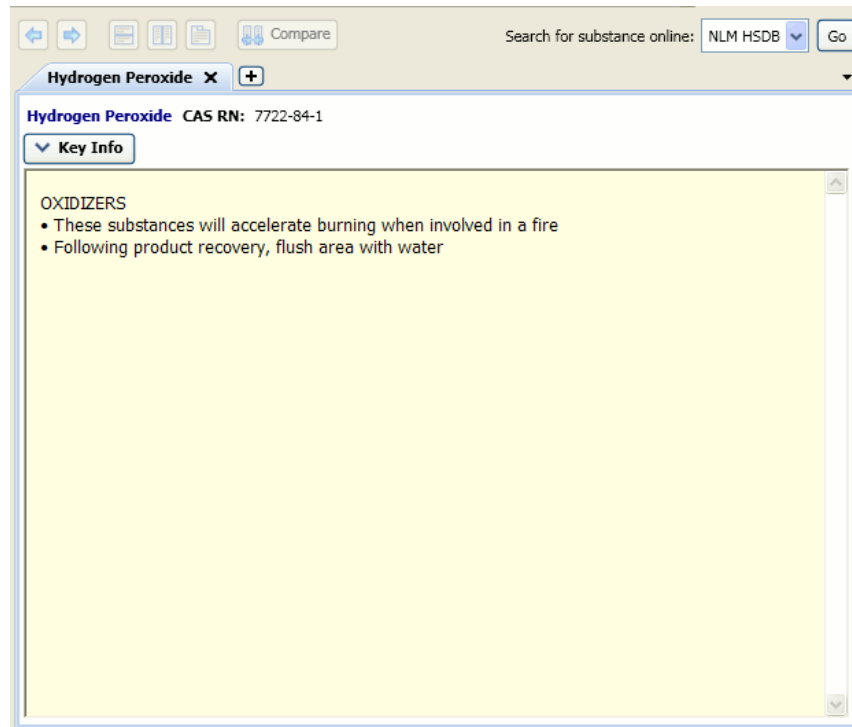 Compare Search for substance online: NLM HSDB Go
Hydrogen Peroxide X +
Hydrogen Peroxide CAS RN: 7722-84-1
Key Info
OXIDIZERS
• These substances will accelerate burning when involved in a fire
• Following product recovery, flush area with water